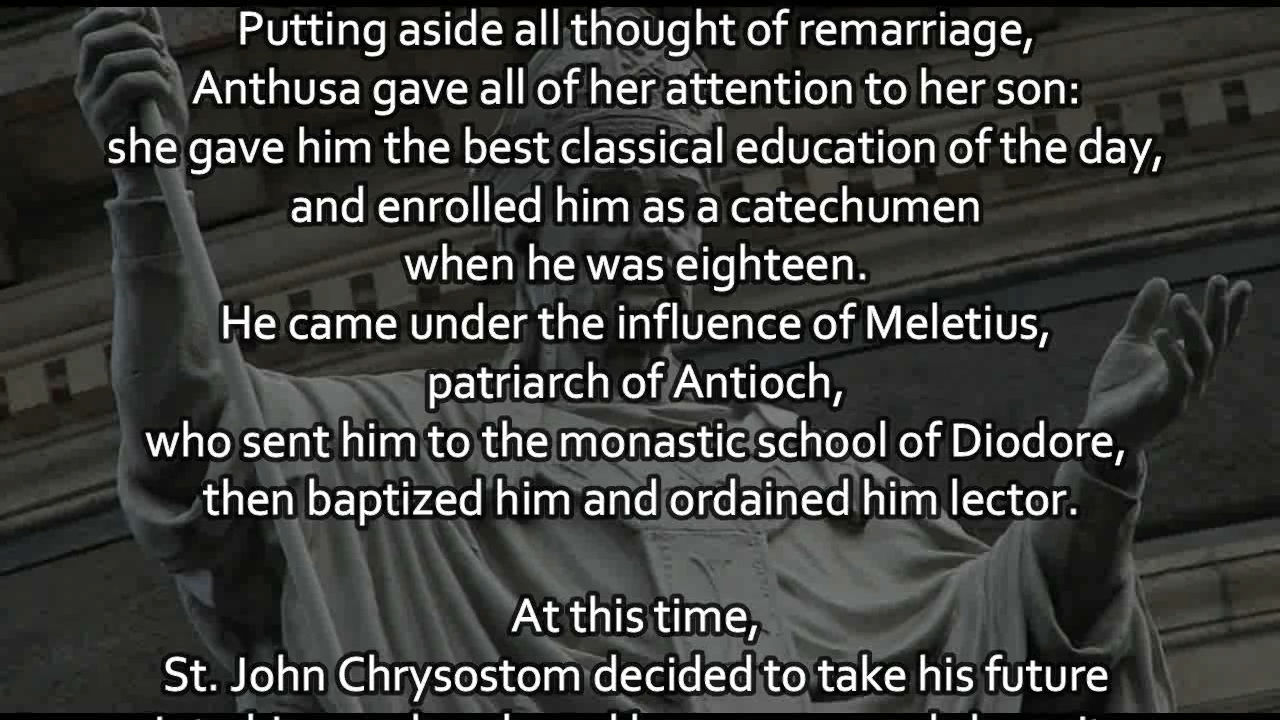 Putting aside all thought of remarriage,
Anthusa gave all of her attention to her son:
she gave him the best classical education of the day,
and enrolled him as a catechumen
when he was eighteen.
He came under the influence of Meletius,
patriarch of Antioch,
who sent him to the monastic school of Diodore,
then baptized him and ordained him lector.
At this time,
St. John Chrysostom decided to take his future